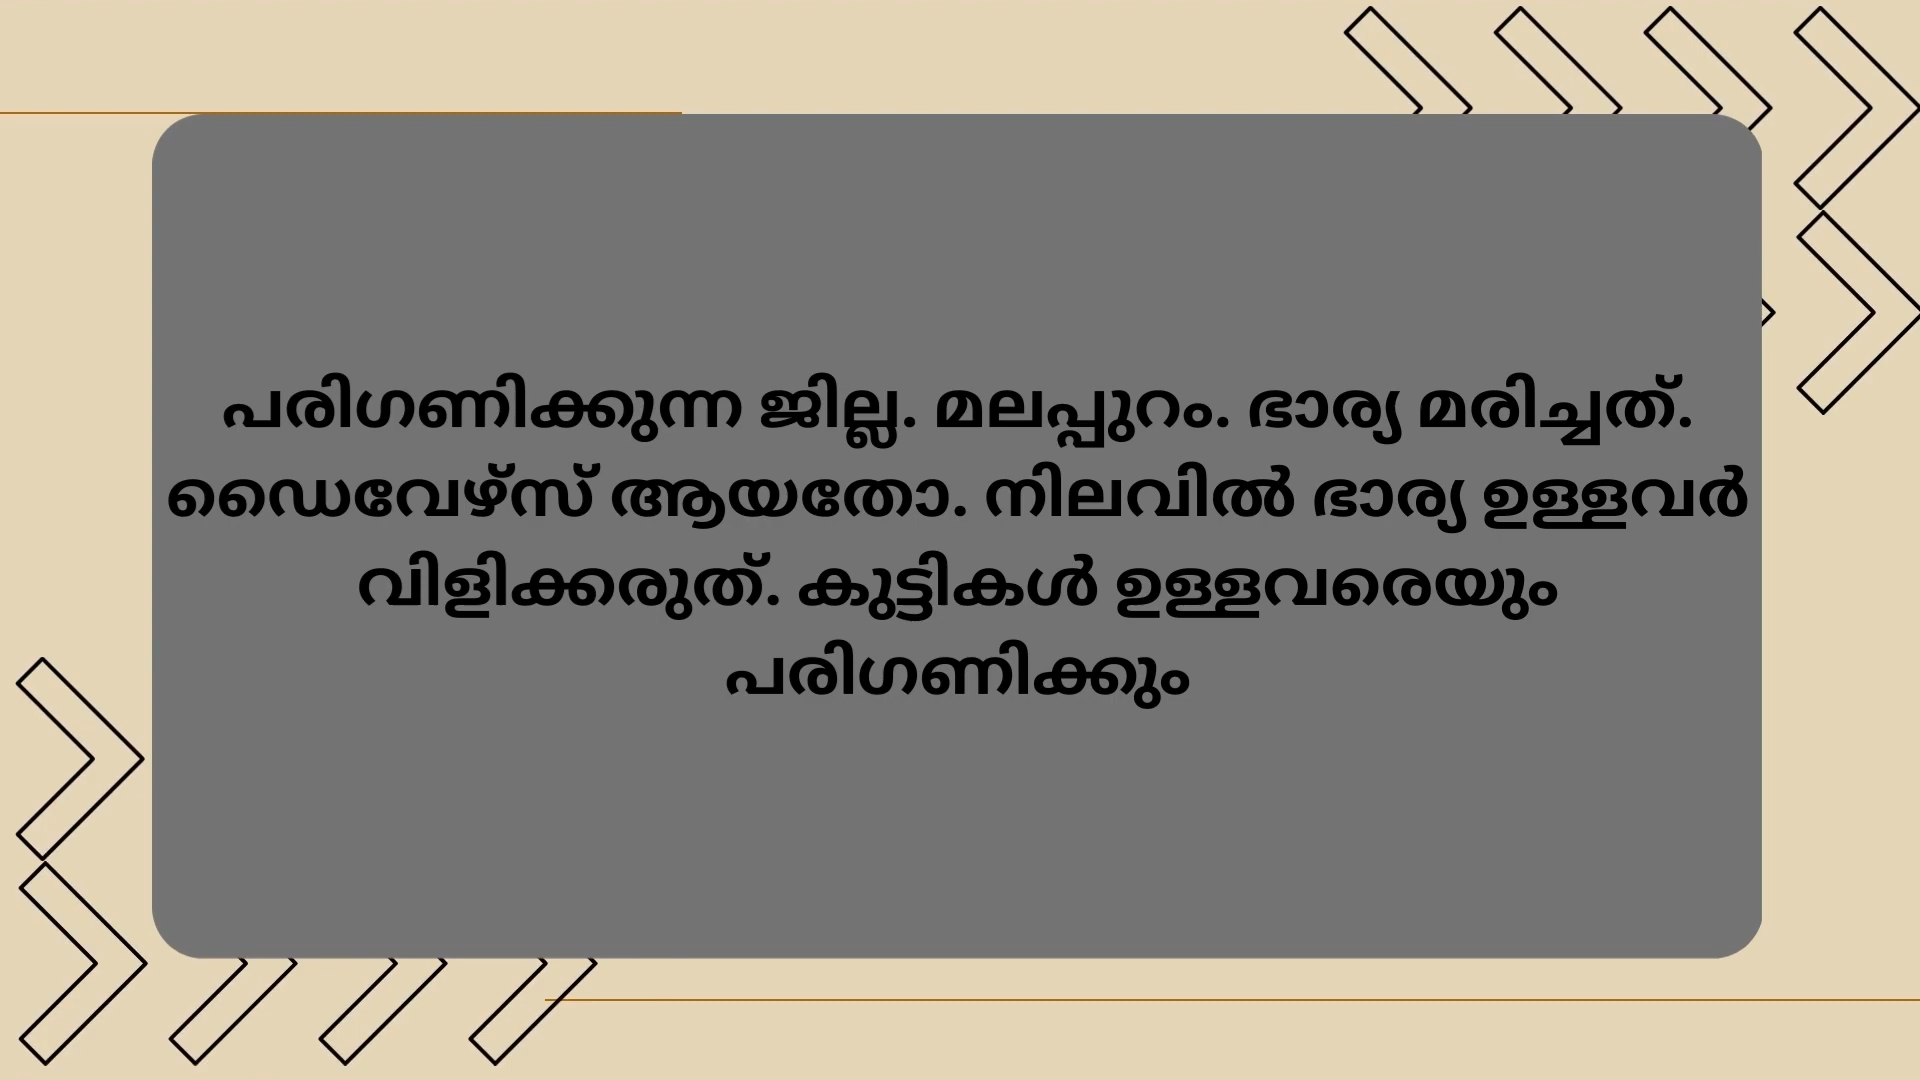 പരിഗണിക്കുന്ന ജില്ല. മലപ്പുറം. ഭാര്യ മരിച്ചത്.
ഡൈവേഴ്സ് ആയതോ. നിലവിൽ ഭാര്യ ഉള്ളവർ
വിളിക്കരുത്. കുട്ടികൾ ഉള്ളവരെയും
പരിഗണിക്കും